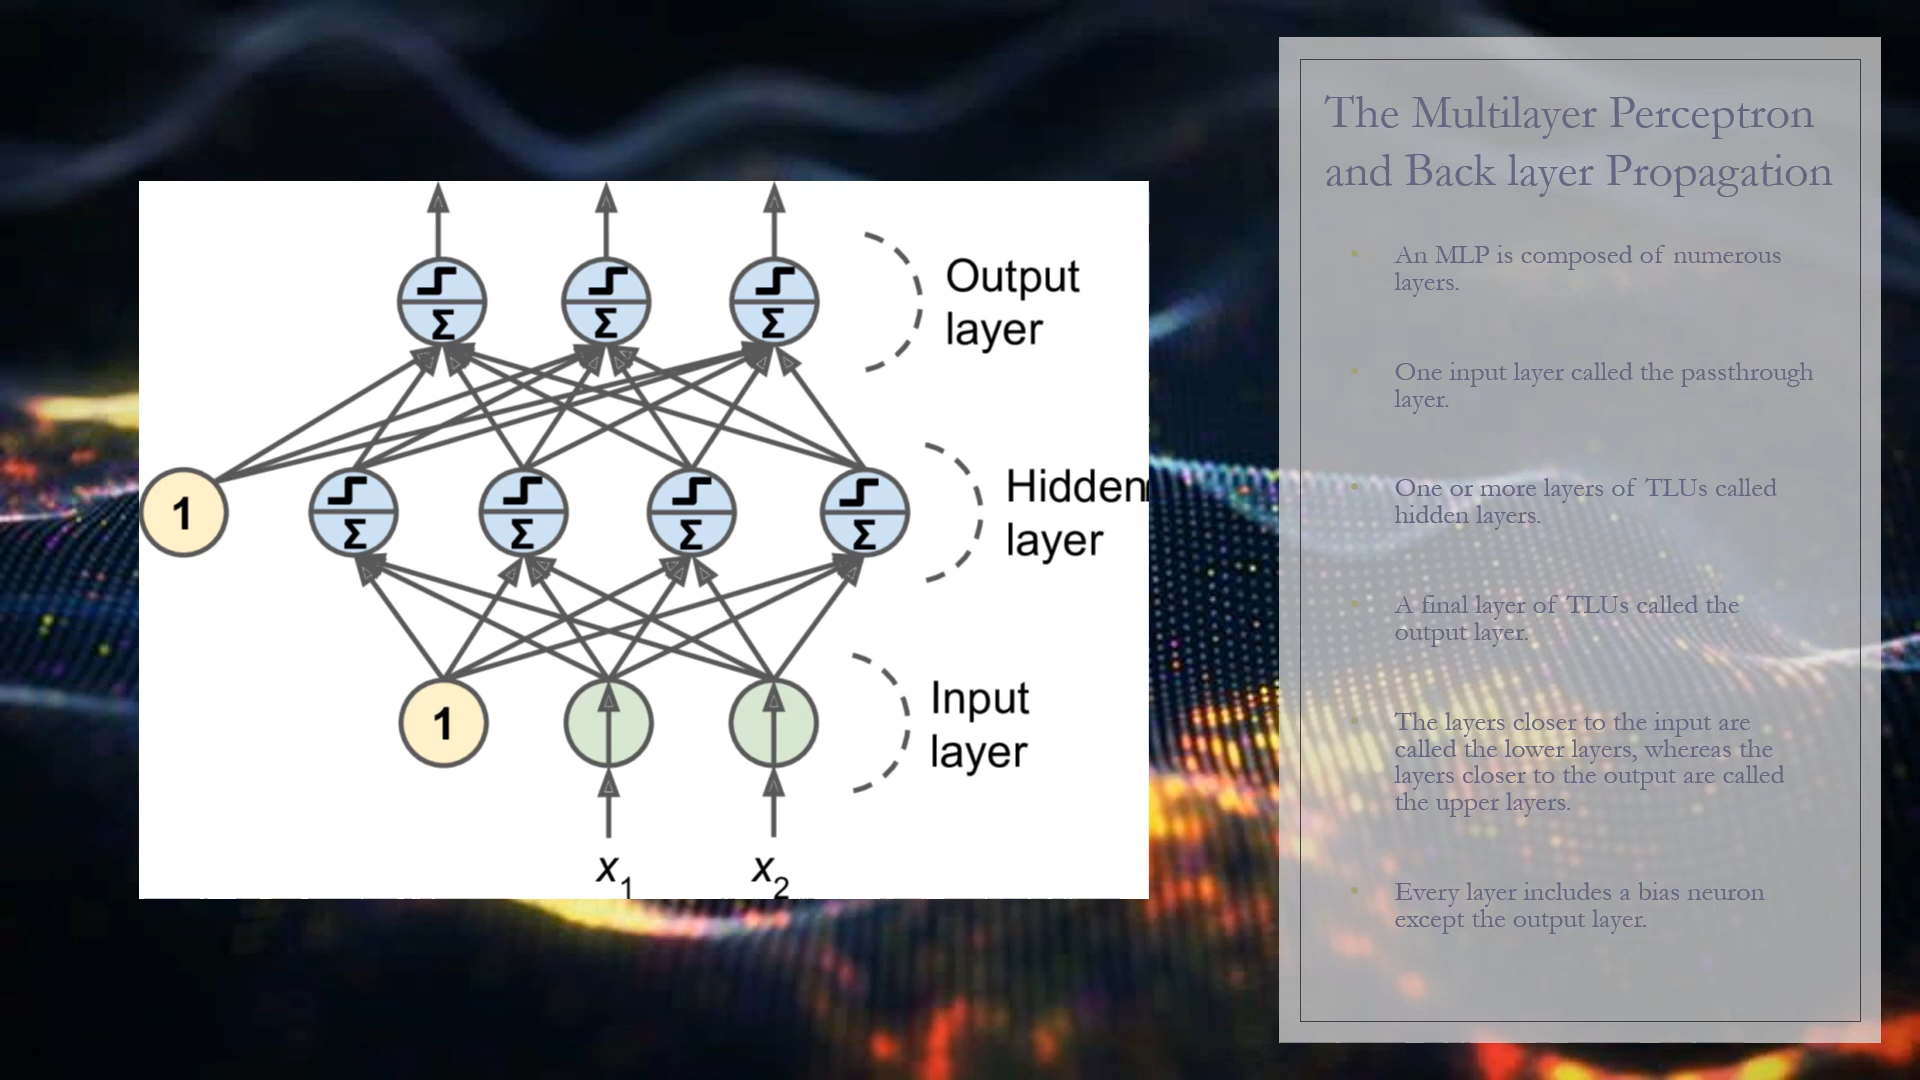 The Multilayer Perceptron
and Back layer Propagation
• An MLP is composed of numerous
layers.
• One input layer called the passthrough
layer.
• One or more layers of TLUs called
hidden layers.
• A final layer of TLUs called the
output layer.
• The layers closer to the input are
called the lower layers, whereas the
layers closer to the output are called
the upper layers.
• Every layer includes a bias neuron
except the output layer.
Σ Σ Σ
Output
layer
1
Σ Σ Σ Σ
Hidden
layer
1
Input
layer
x1 x2